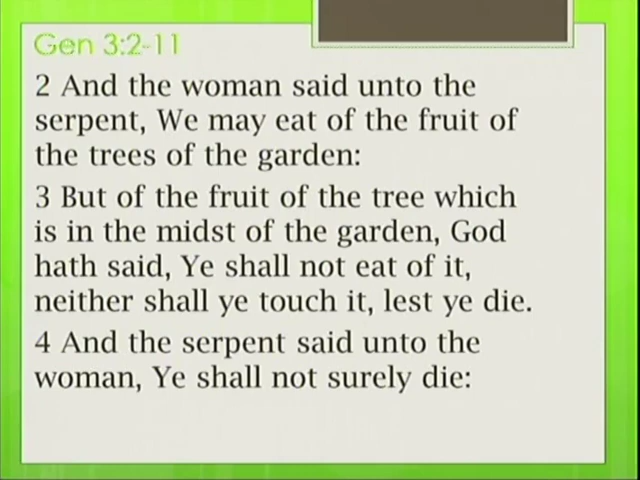 Gen 3:2-11
2 And the woman said unto the
serpent, We may eat of the fruit of
the trees of the garden:
3 But of the fruit of the tree which
is in the midst of the garden, God
hath said, Ye shall not eat of it,
neither shall ye touch it, lest ye die.
4 And the serpent said unto the
woman, Ye shall not surely die: